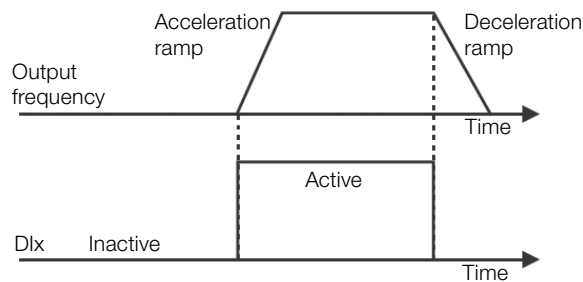 Acceleration
ramp
Deceleration
ramp
Output
frequency
Time
Active
DIx
Inactive
Time